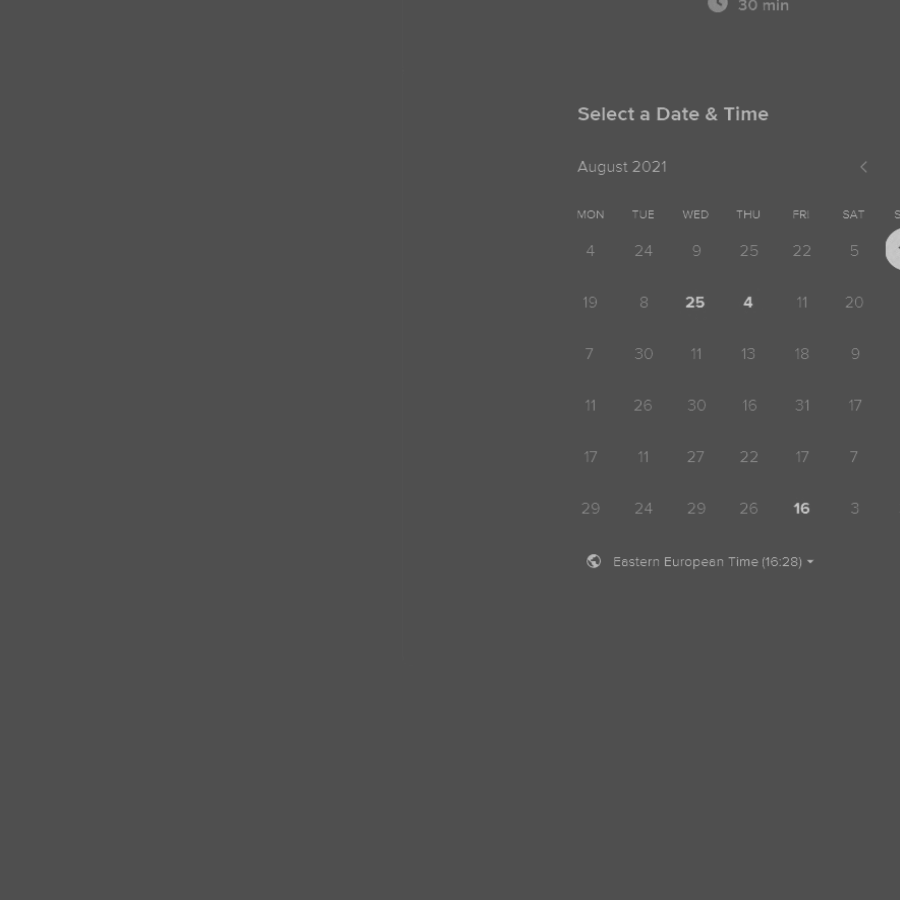 30 min
Select a Date & Time
August 2021
MON TUE WED THU FRI SAT
4 24 9 25 22 5
19 8 25 4 11 20
7 30 11 13 18 9
11 26 30 16 31 17
17 11 27 22 17 7
29 24 29 26 16 3
Eastern European Time (16:28)